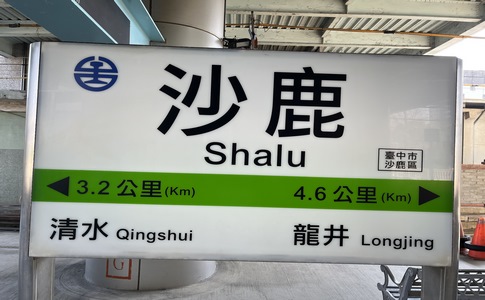 沙鹿
Shalu
臺中市
沙鹿區
3.2 公里(Km) 4.6 公里(Km)
清水 Qingshui 龍井 Longjing
G